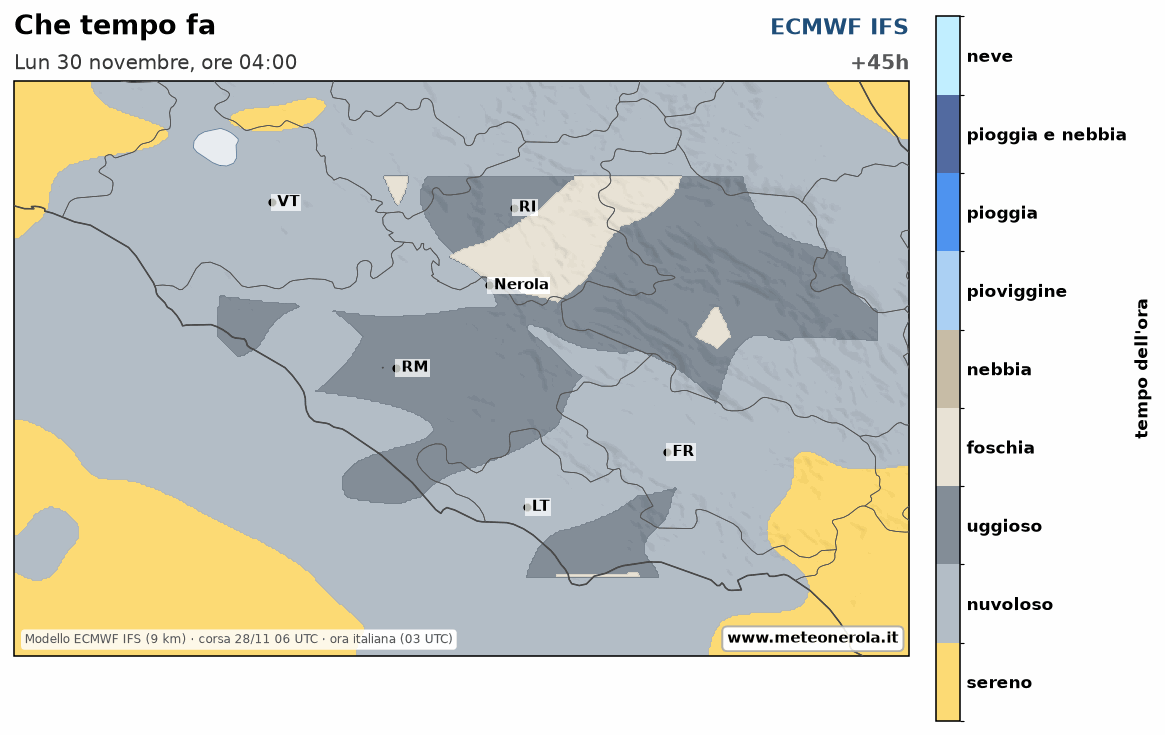 Che tempo fa
ECMWF IFS
Lun 30 novembre, ore 04:00
+45h
VT
RI
Nerola
RM
FR
LT
Modello ECMWF IFS (9 km) · corsa 28/11 06 UTC · ora italiana (03 UTC)
www.meteonerola.it
neve
pioggia e nebbia
pioggia
pioviggine
nebbia
foschia
uggioso
nuvoloso
sereno
tempo dell'ora